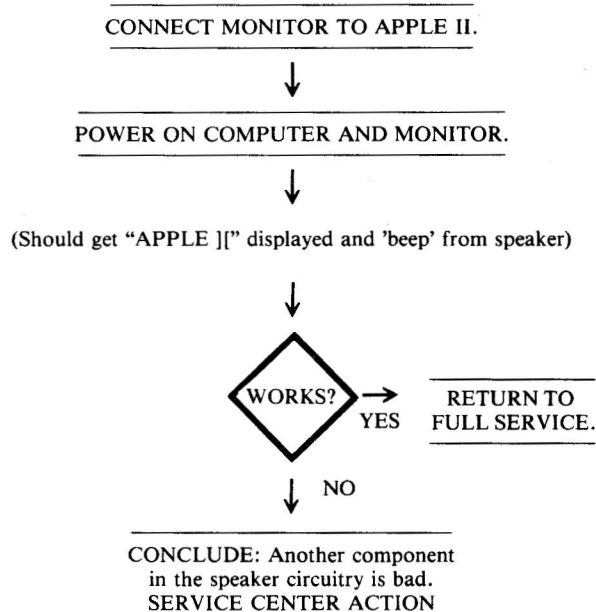 CONNECT MONITOR TO APPLE II.
POWER ON COMPUTER AND MONITOR.
(Should get “APPLE ][” displayed and 'beep' from speaker)
WORKS?
YES
RETURN TO
FULL SERVICE.
NO
CONCLUDE: Another component
in the speaker circuitry is bad.
SERVICE CENTER ACTION